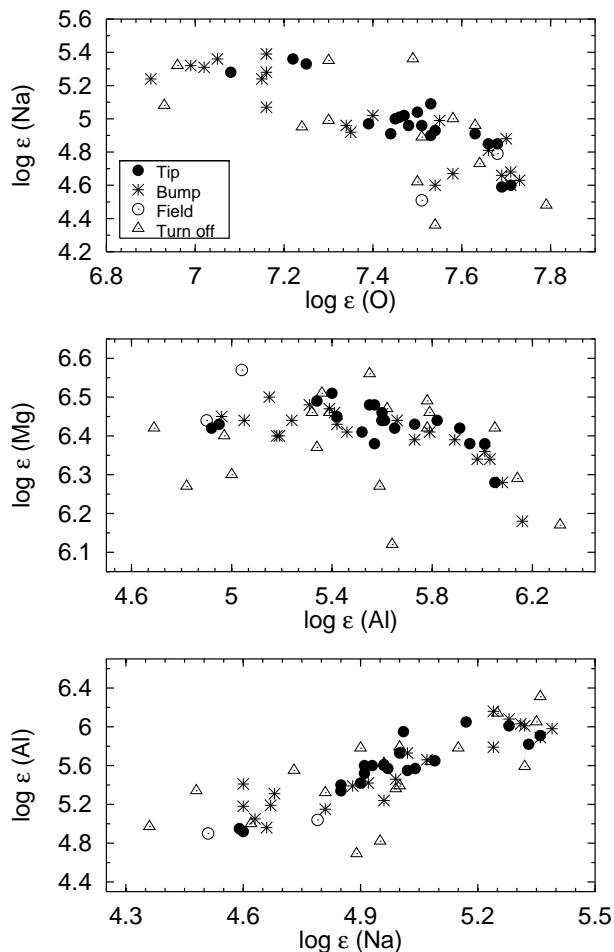 5.6
5.4
5.2
5.0
4.8
4.6
4.4
4.2
log ε (Na)
Tip
Bump
Field
Turn off
6.8 7 7.2 7.4 7.6 7.8
log ε (O)
6.6
6.5
6.4
6.3
6.2
6.1
log ε (Mg)
4.6 5 5.4 5.8 6.2
log ε (Al)
6.4
6.0
5.6
5.2
4.8
4.4
log ε (Al)
4.3 4.6 4.9 5.2 5.5
log ε (Na)